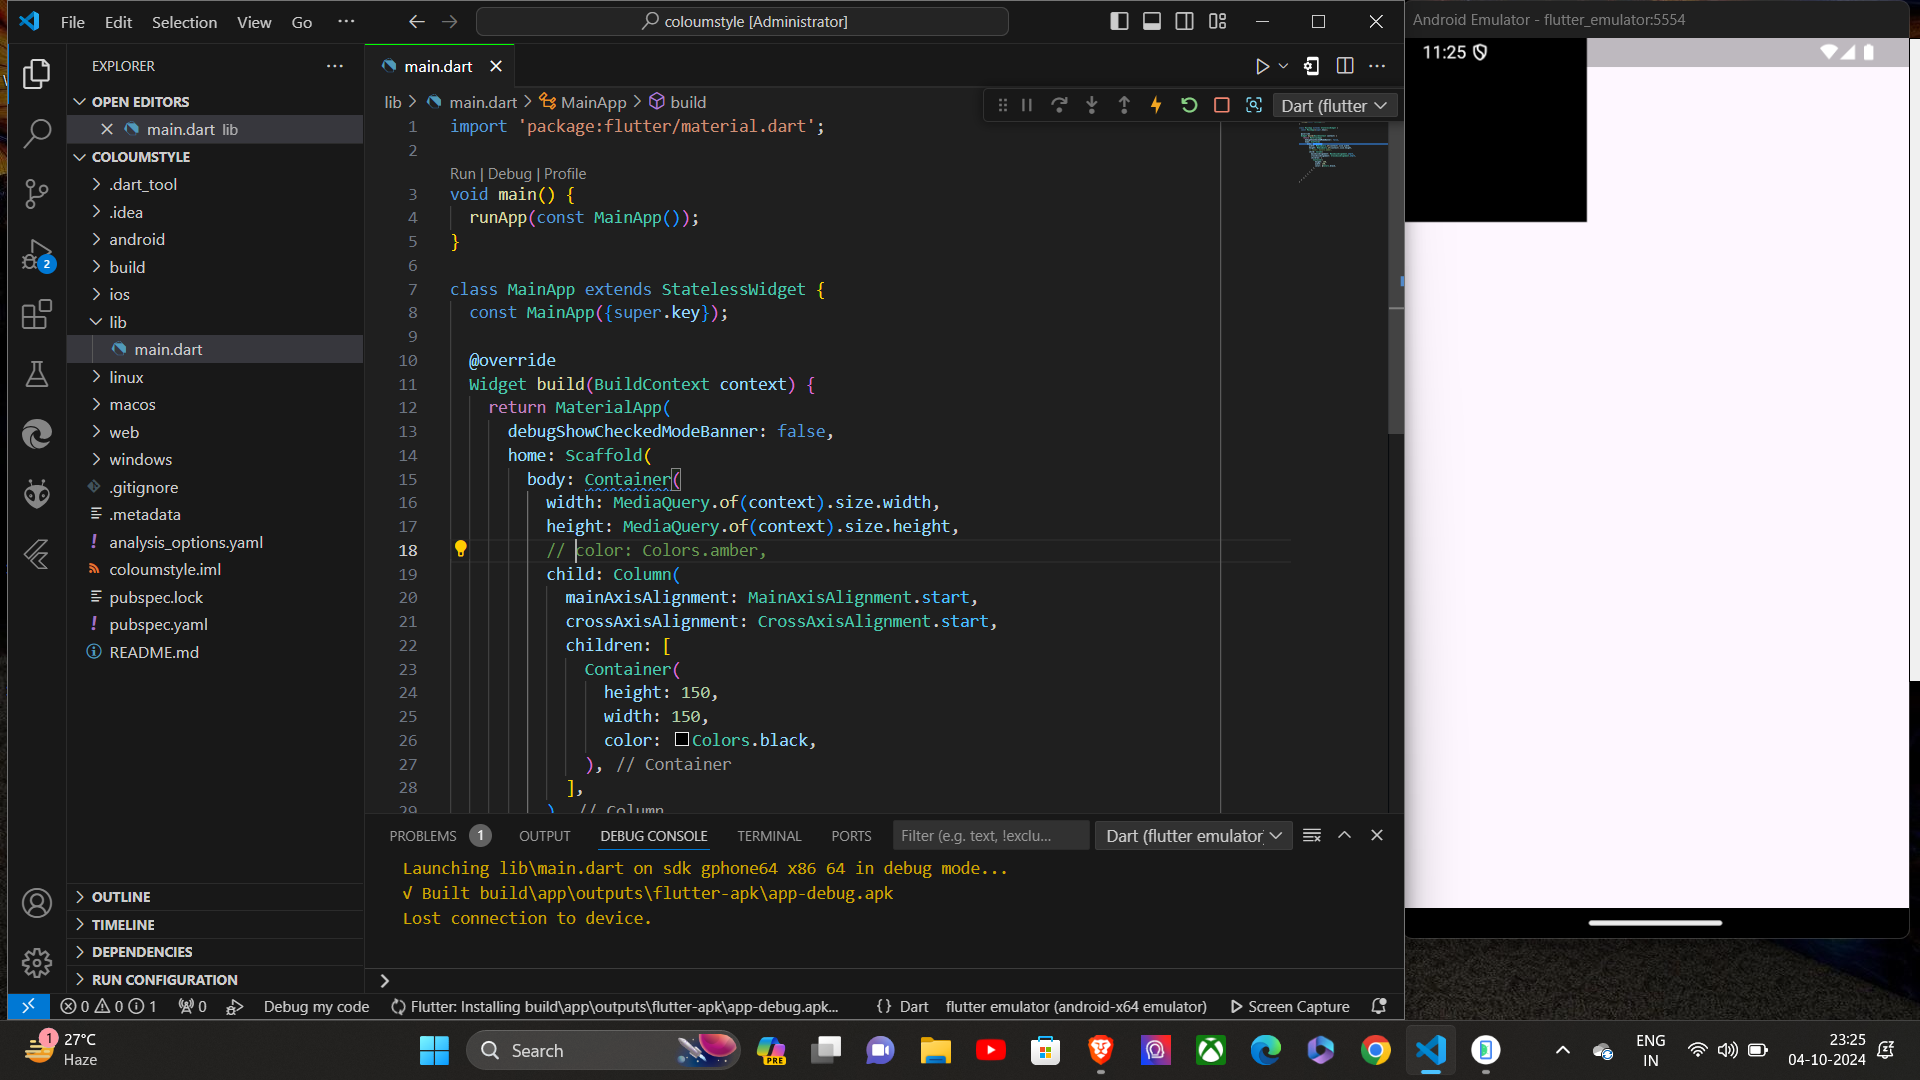 File Edit Selection View Go ···
coloumstyle [Administrator]
Android Emulator - flutter_emulator:5554
11:25
EXPLORER
OPEN EDITORS
main.dart lib
COLOUMSTYLE
.dart_tool
.idea
android
build
ios
lib
main.dart
linux
macos
web
windows
.gitignore
.metadata
! analysis_options.yaml
coloumstyle.iml
pubspec.lock
! pubspec.yaml
README.md
OUTLINE
TIMELINE
DEPENDENCIES
RUN CONFIGURATION
2
main.dart
lib > main.dart > MainApp > build
Dart (flutter
1 import 'package:flutter/material.dart';
2
Run | Debug | Profile
3 void main() {
4 runApp(const MainApp());
5 }
6
7 class MainApp extends StatelessWidget {
8 const MainApp({super.key});
9
10 @override
11 Widget build(BuildContext context) {
12 return MaterialApp(
13 debugShowCheckedModeBanner: false,
14 home: Scaffold(
15 body: Container(
16 width: MediaQuery.of(context).size.width,
17 height: MediaQuery.of(context).size.height,
18 // color: Colors.amber,
19 child: Column(
20 mainAxisAlignment: MainAxisAlignment.start,
21 crossAxisAlignment: CrossAxisAlignment.start,
22 children: [
23 Container(
24 height: 150,
25 width: 150,
26 color: Colors.black,
27 ), // Container
28 ],
29 ) // Column
PROBLEMS 1 OUTPUT DEBUG CONSOLE TERMINAL PORTS Filter (e.g. text, !exclu... Dart (flutter emulator
Launching lib\main.dart on sdk gphone64 x86 64 in debug mode...
√ Built build\app\outputs\flutter-apk\app-debug.apk
Lost connection to device.
>
0 0 1 0 Debug my code Flutter: Installing build\app\outputs\flutter-apk\app-debug.apk... {} Dart flutter emulator (android-x64 emulator) Screen Capture
1
27°C
Haze
Search
PRE
ENG
IN
23:25
04-10-2024